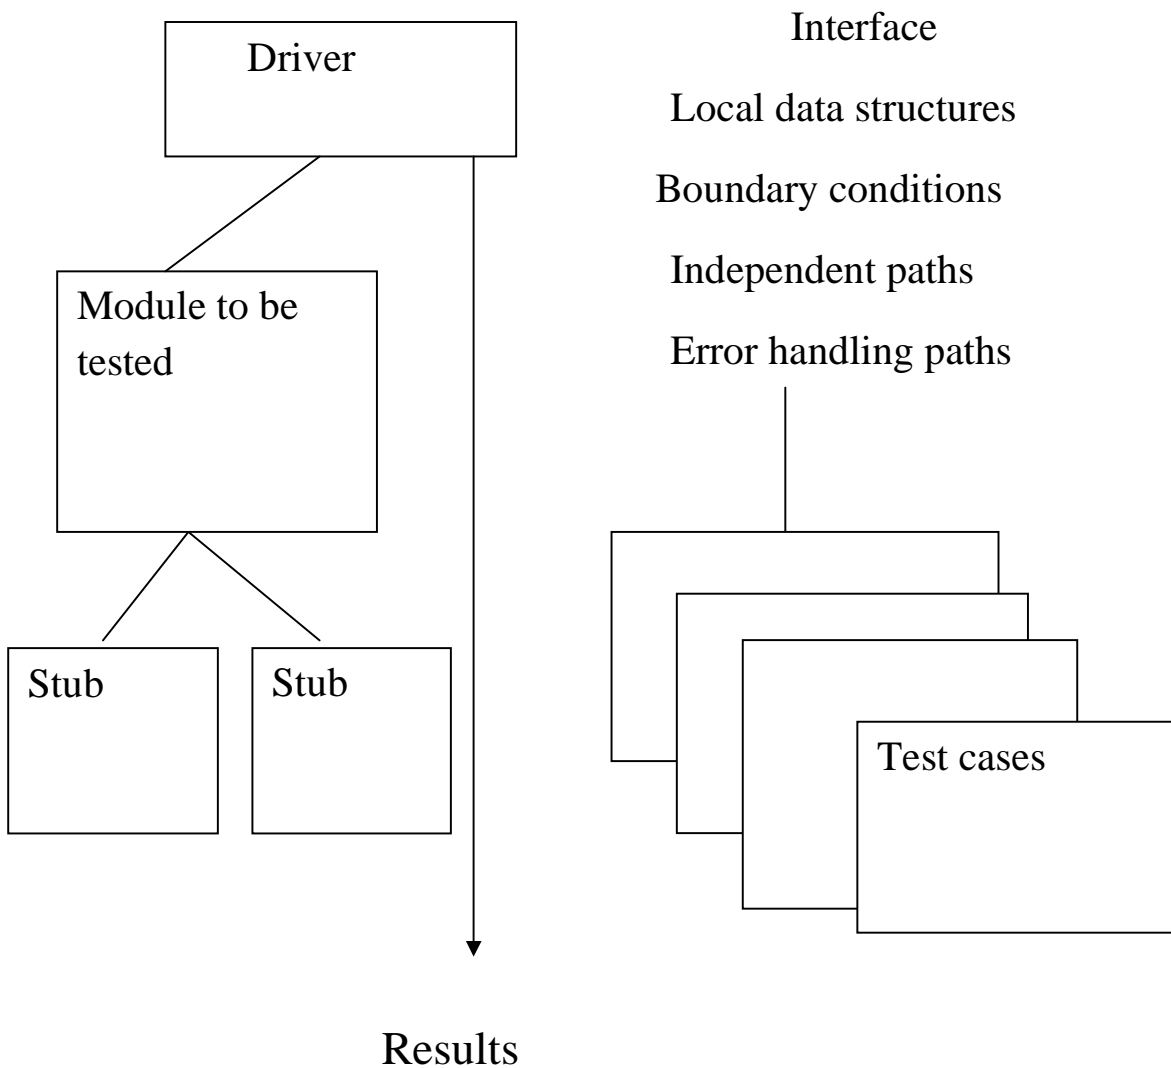 Driver
Module to be
tested
Stub
Stub
Results
Interface
Local data structures
Boundary conditions
Independent paths
Error handling paths
Test cases